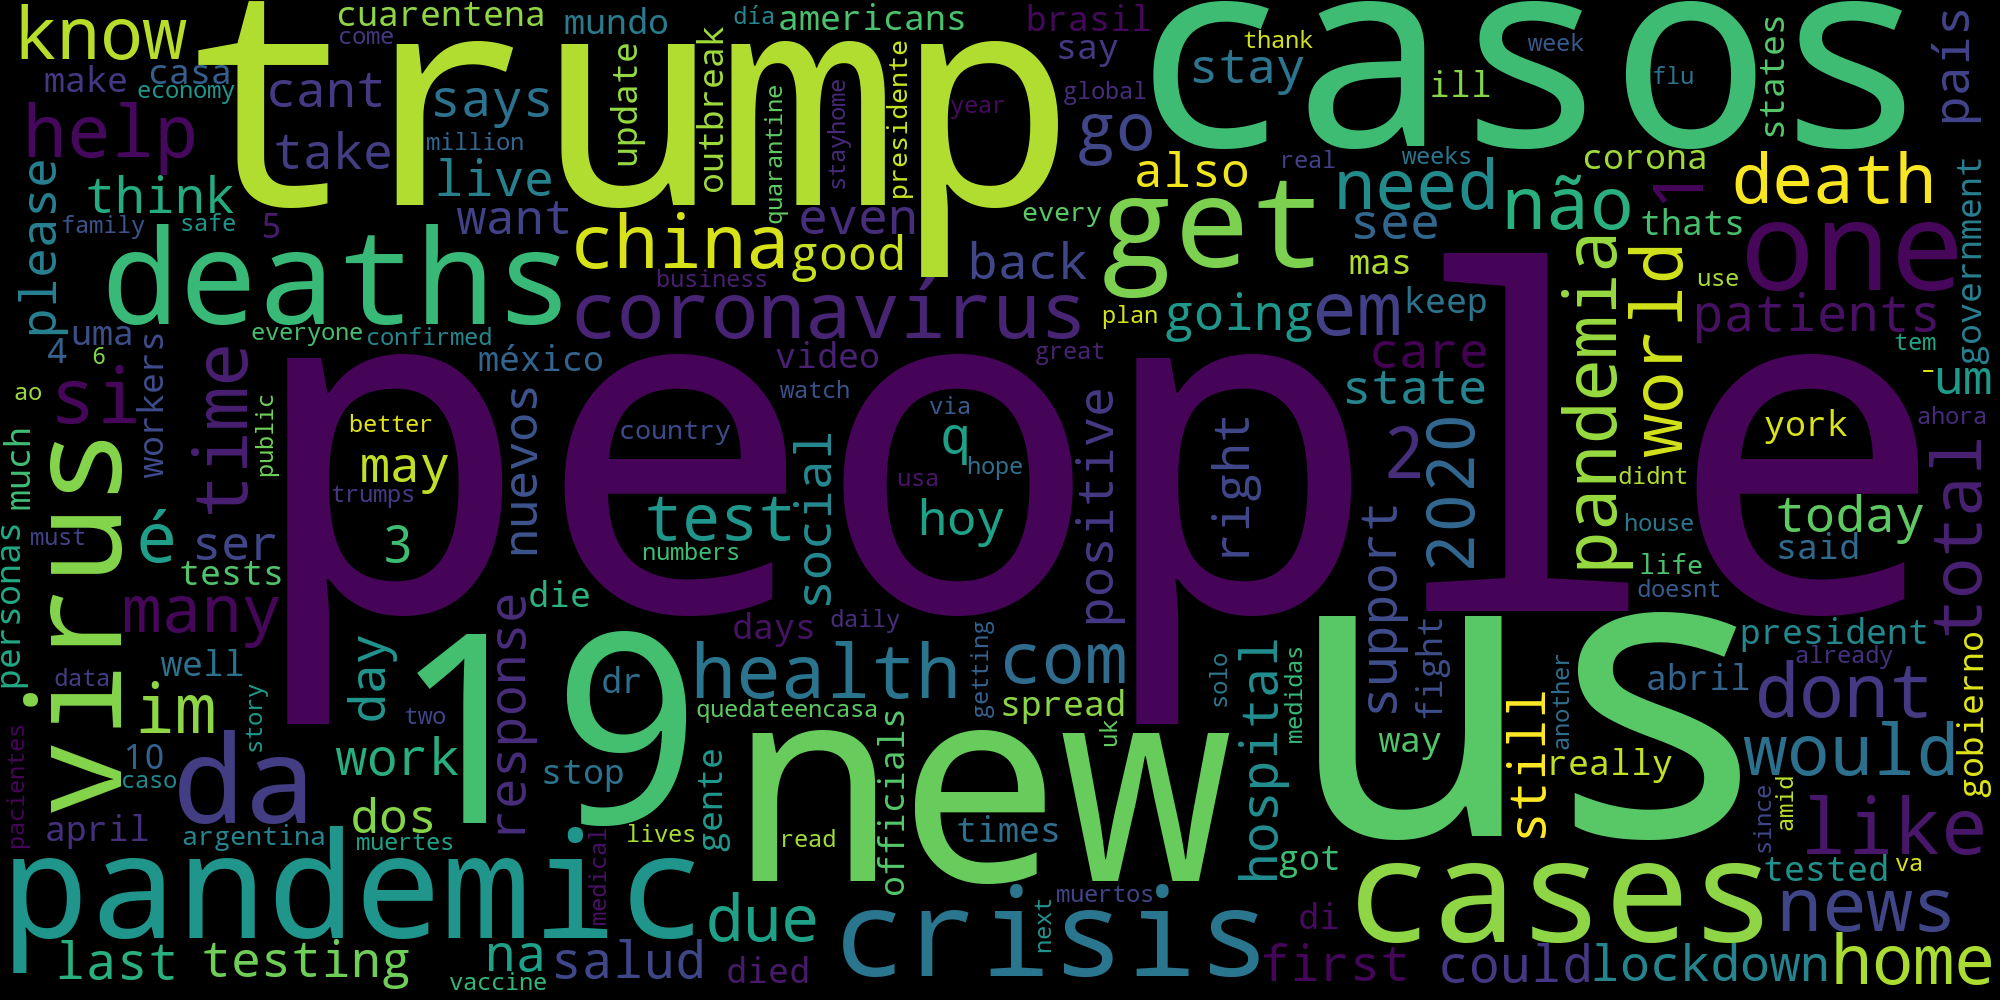 know
cuarentena
mundo
día
americans
brasil
thank
week
trump
casos
come
say
stay
flu
states
país
make
casa
economy
cant
says
update
outbreak
presidente
year
global
ill
help
take
million
live
quarantine
stayhome
go
real
weeks
corona
death
please
think
want
even
also
need
não
1
government
family
safe
5
china
good
every
get
see
thats
one
deaths
back
mas
world
use
business
coronavírus
plan
going
em
keep
pandemia
patients
uma
everyone
confirmed
4
6
workers
time
méxico
video
great
care
tem
um
-
people
ao
si
public
nuevos
watch
state
better
country
via
positive
right
2
2020
york
ahora
much
virus
may
q
hope
social
didnt
total
trumps
usa
test
hoy
support
today
personas
must
é
ser
3
numbers
house
said
tests
life
doesnt
many
response
die
days
daily
getting
fight
us
president
well
day
19
dr
health
com
solo
hospital
another
abril
already
gobierno
data
im
story
two
quedateencasa
spread
medidas
dont
10
da
work
stop
gente
new
officials
uk
way
still
really
would
pacientes
caso
dos
since
amid
like
april
argentina
muertes
lives
read
times
got
pandemic
medical
muertos
cases
tested
va
last
testing
vaccine
na
salud
due
died
crisis
next
di
first
could
news
lockdown
home